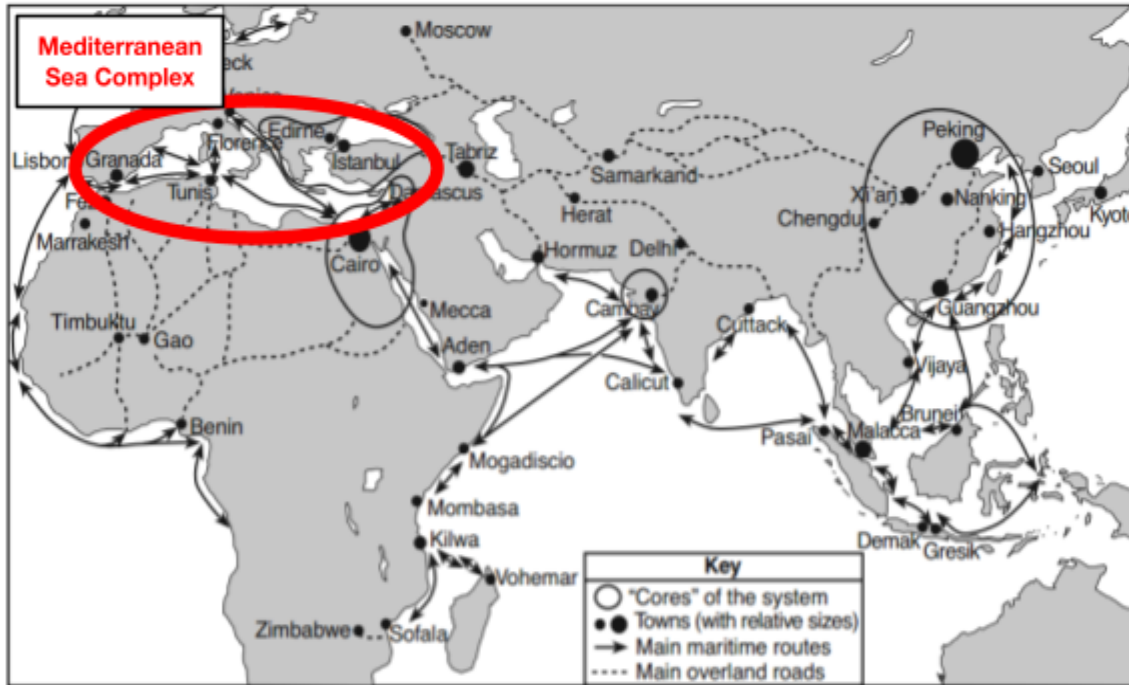 Mediterranean
Sea Complex
Moscow
Florence
Edirne
Istanbul
Lisbon
Granada
Tunis
Tabriz
Damascus
Marrakesh
Cairo
Samarkand
Herat
Peking
Seoul
Xi'an
Nanking
Chengdu
Hangzhou
Kyoto
Hormuz
Delhi
Cambay
Guangzhou
Mecca
Timbuktu
Gao
Aden
Cuttack
Calicut
Vijaya
Benin
Brunei
Pasai
Malacca
Mogadiscio
Mombasa
Kilwa
Vohemar
Demak
Gresik
Zimbabwe
Sofala
Key
"Cores" of the system
Towns (with relative sizes)
Main maritime routes
Main overland roads